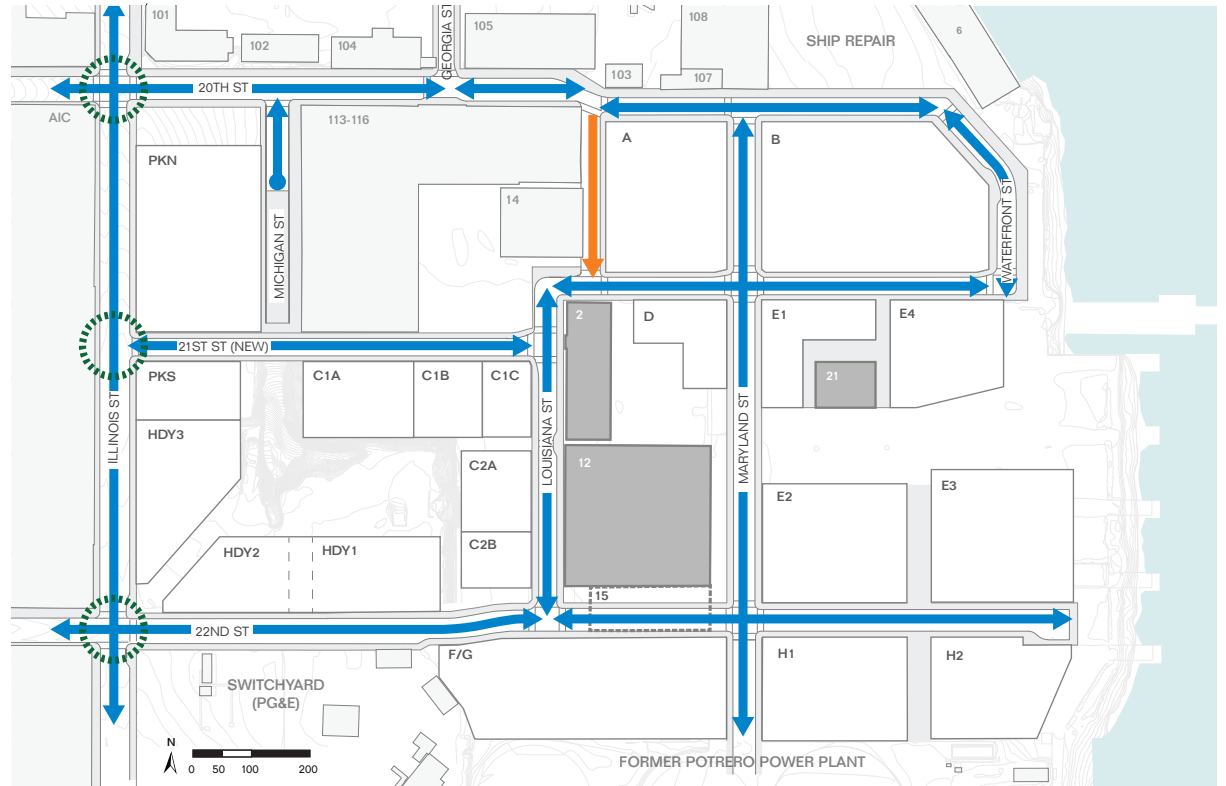 101
102
104
GEORGIA ST
105
108
103
107
SHIP REPAIR
6
20TH ST
AIC
113-116
PKN
MICHIGAN ST
14
A
B
WATERFRONT ST
21ST ST (NEW)
2
D
E1
E4
21
PKS
C1A
C1B
C1C
ILLINOIS ST
HDY3
LOUISIANA ST
12
MARYLAND ST
C2A
C2B
E2
E3
HDY2
HDY1
15
22ND ST
F/G
H1
H2
SWITCHYARD
(PG&E)
N
0 50 100 200
FORMER POTRERO POWER PLANT